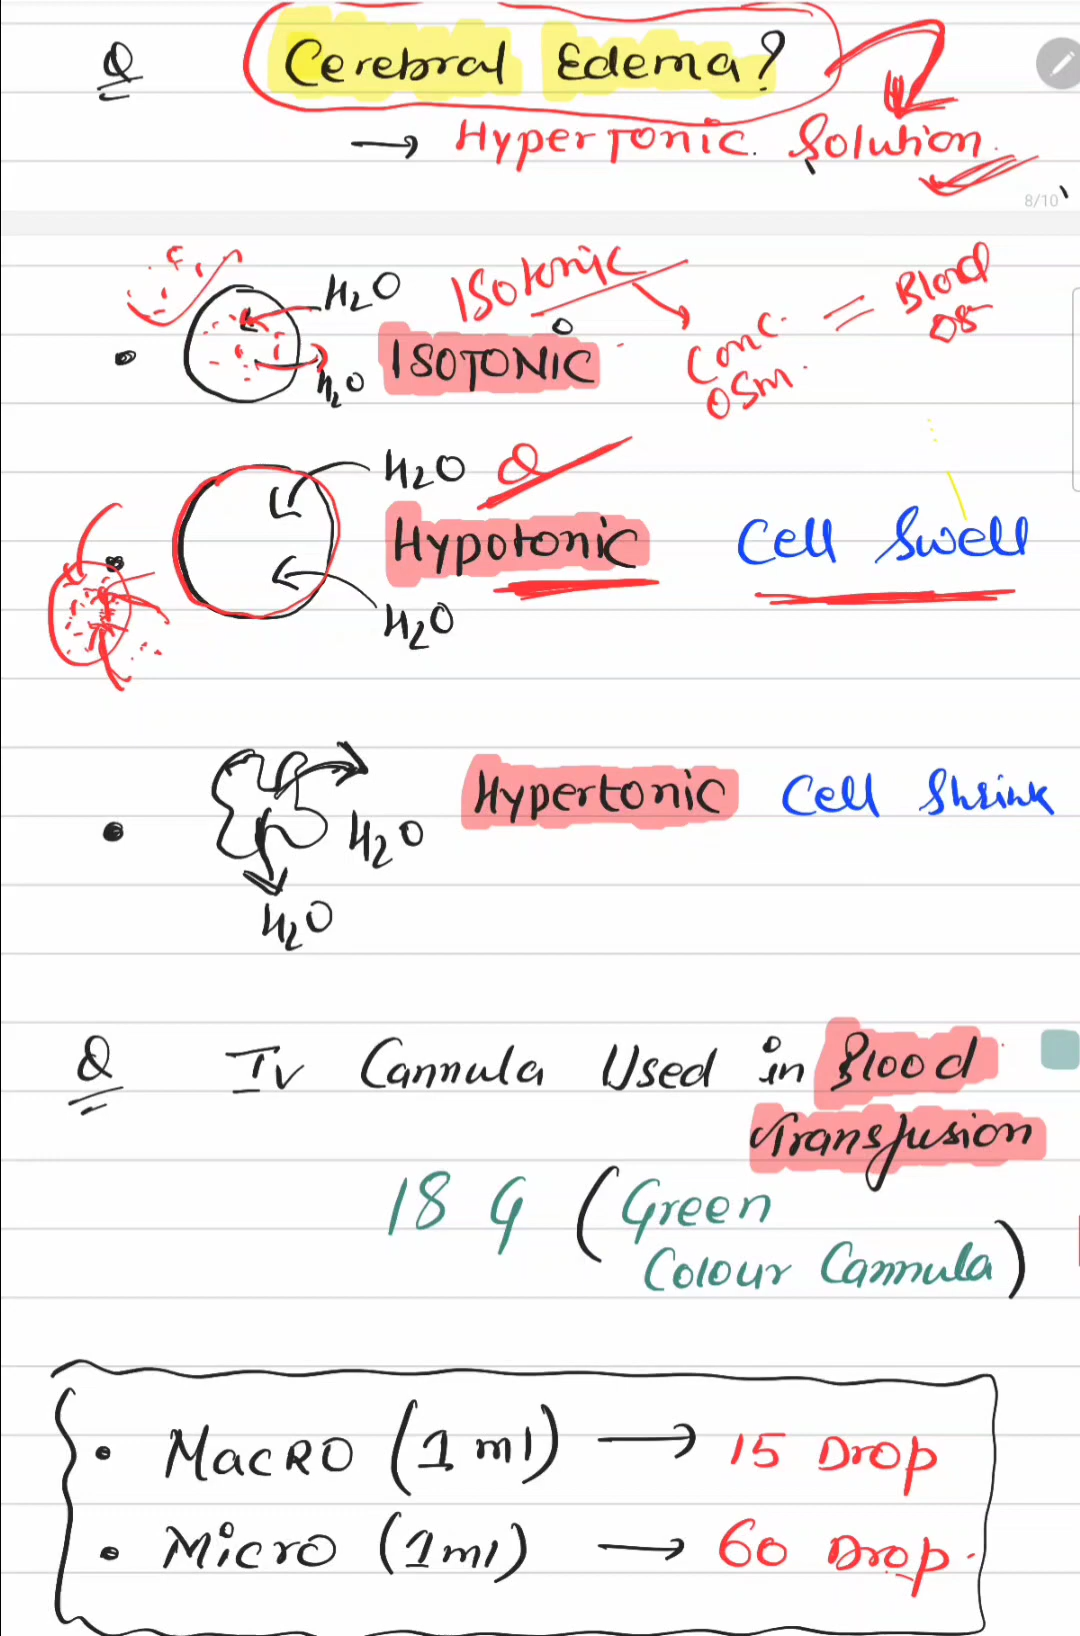 Q Cerebral Edema?
→ Hypertonic Solution.
8/10
H2O Isotonic
ISOTONIC
Conc. Osm. = Blood Os
H2O
H2O Q
Hypotonic Cell Swell
H2O
Hypertonic Cell Shrink
H2O
H2O
Q IV Cannula Used in Blood
Transfusion
18 G (Green
Colour Cannula)
• MACRO (1 ml) → 15 Drop
• Micro (1ml) → 60 Drop.